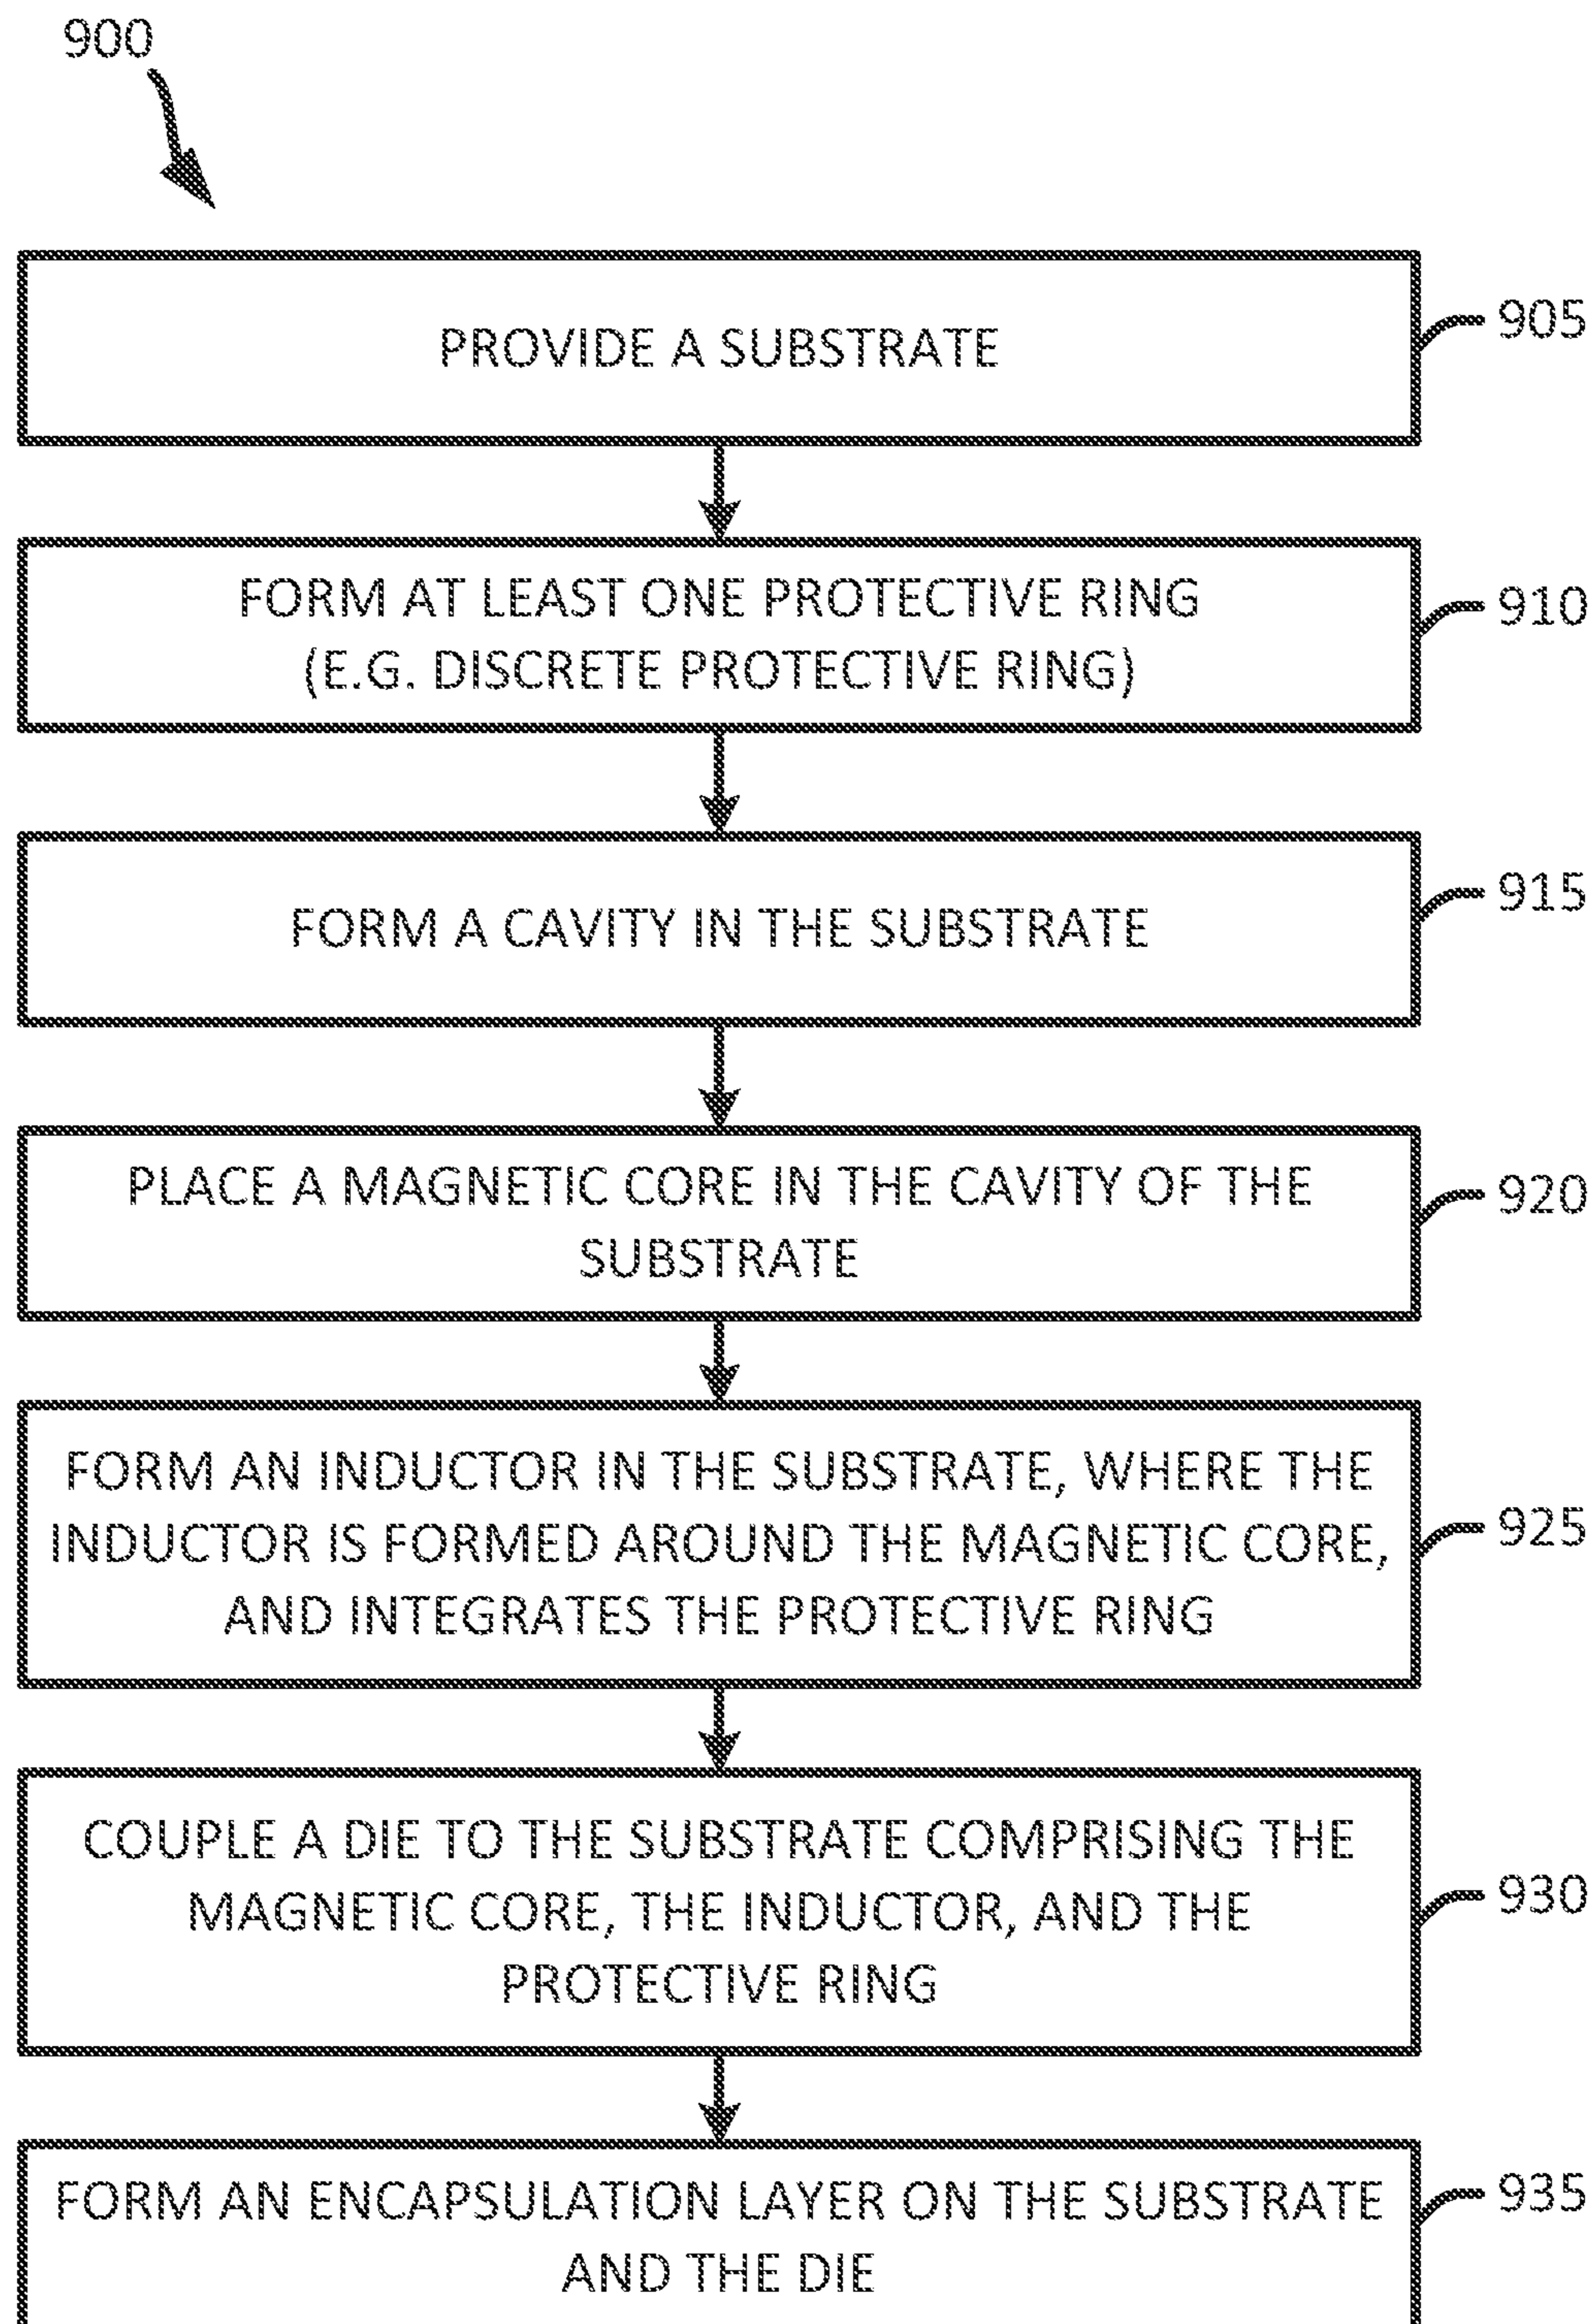 900
PROVIDE A SUBSTRATE
905
FORM AT LEAST ONE PROTECTIVE RING
(E.G. DISCRETE PROTECTIVE RING)
910
FORM A CAVITY IN THE SUBSTRATE
915
PLACE A MAGNETIC CORE IN THE CAVITY OF THE
SUBSTRATE
920
FORM AN INDUCTOR IN THE SUBSTRATE, WHERE THE
INDUCTOR IS FORMED AROUND THE MAGNETIC CORE,
AND INTEGRATES THE PROTECTIVE RING
925
COUPLE A DIE TO THE SUBSTRATE COMPRISING THE
MAGNETIC CORE, THE INDUCTOR, AND THE
PROTECTIVE RING
930
FORM AN ENCAPSULATION LAYER ON THE SUBSTRATE
AND THE DIE
935